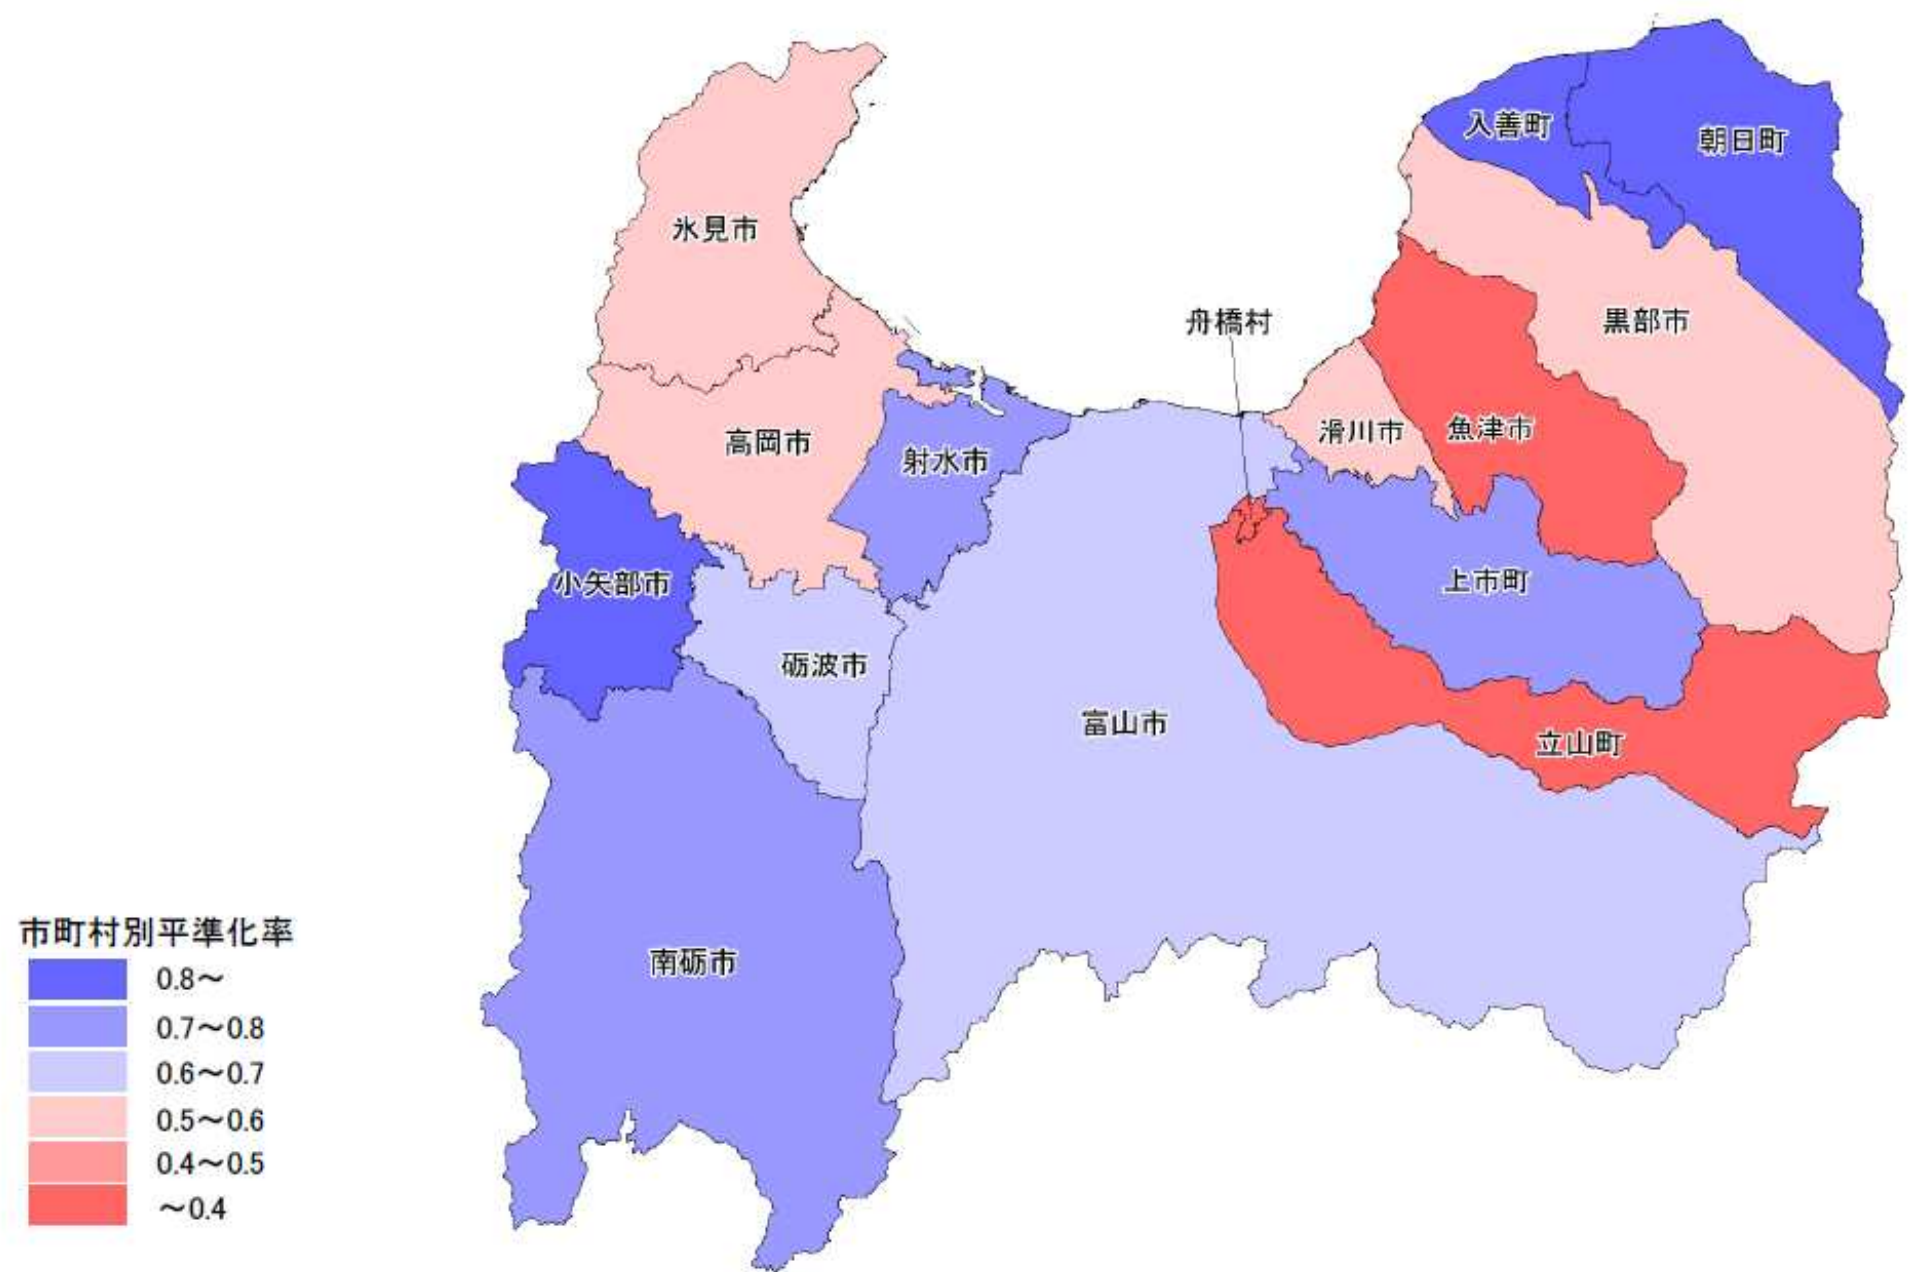 入善町
朝日町
氷見市
舟橋村
黒部市
滑川市
魚津市
高岡市
射水市
小矢部市
上市町
砺波市
富山市
立山町
南砺市
市町村別平準化率
0.8～
0.7～0.8
0.6～0.7
0.5～0.6
0.4～0.5
～0.4